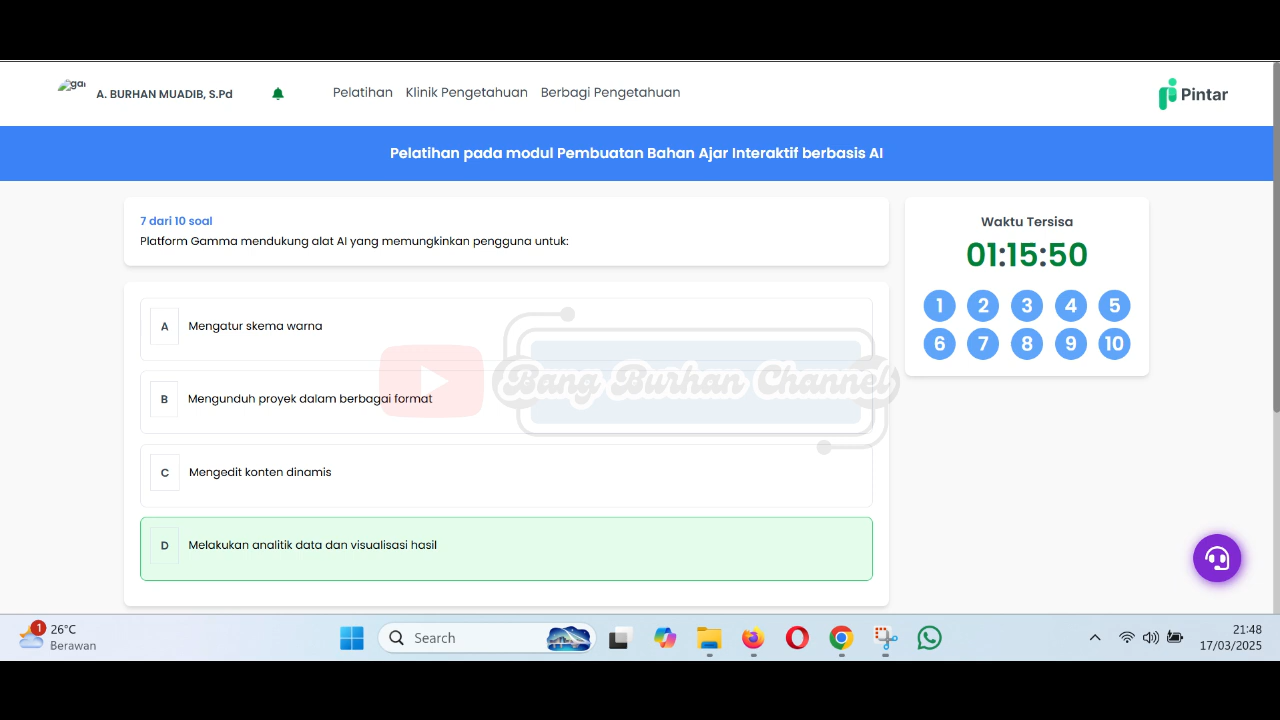 gar
A. BURHAN MUADIB, S.Pd
Pelatihan
Klinik Pengetahuan
Berbagi Pengetahuan
Pintar
Pelatihan pada modul Pembuatan Bahan Ajar Interaktif berbasis AI
7 dari 10 soal
Platform Gamma mendukung alat AI yang memungkinkan pengguna untuk:
A Mengatur skema warna
B Mengunduh proyek dalam berbagai format
C Mengedit konten dinamis
D Melakukan analitik data dan visualisasi hasil
Bang Burhan Channel
Waktu Tersisa
01:15:50
1 2 3 4 5
6 7 8 9 10
1
26°C
Berawan
Search
21:48
17/03/2025